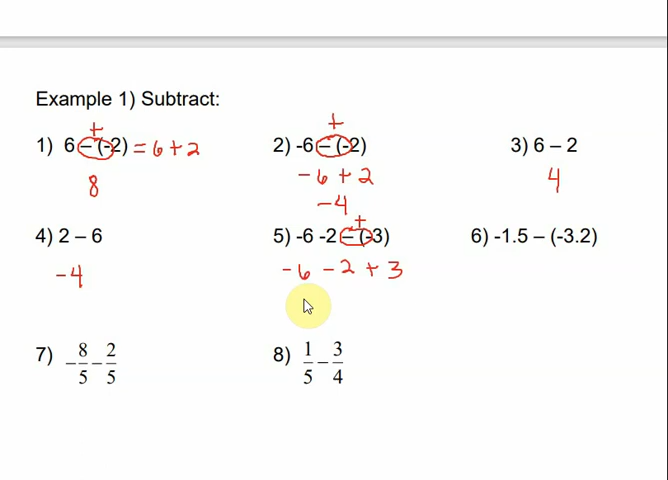 Example 1) Subtract:
+
1) 6 – (-2) = 6 + 2
8
+
2) -6 – (-2)
-6 + 2
-4
3) 6 – 2
4
4) 2 – 6
-4
+
5) -6 -2 – (-3)
-6 - 2 + 3
6) -1.5 – (-3.2)
7) -8/5 – 2/5
8) 1/5 – 3/4